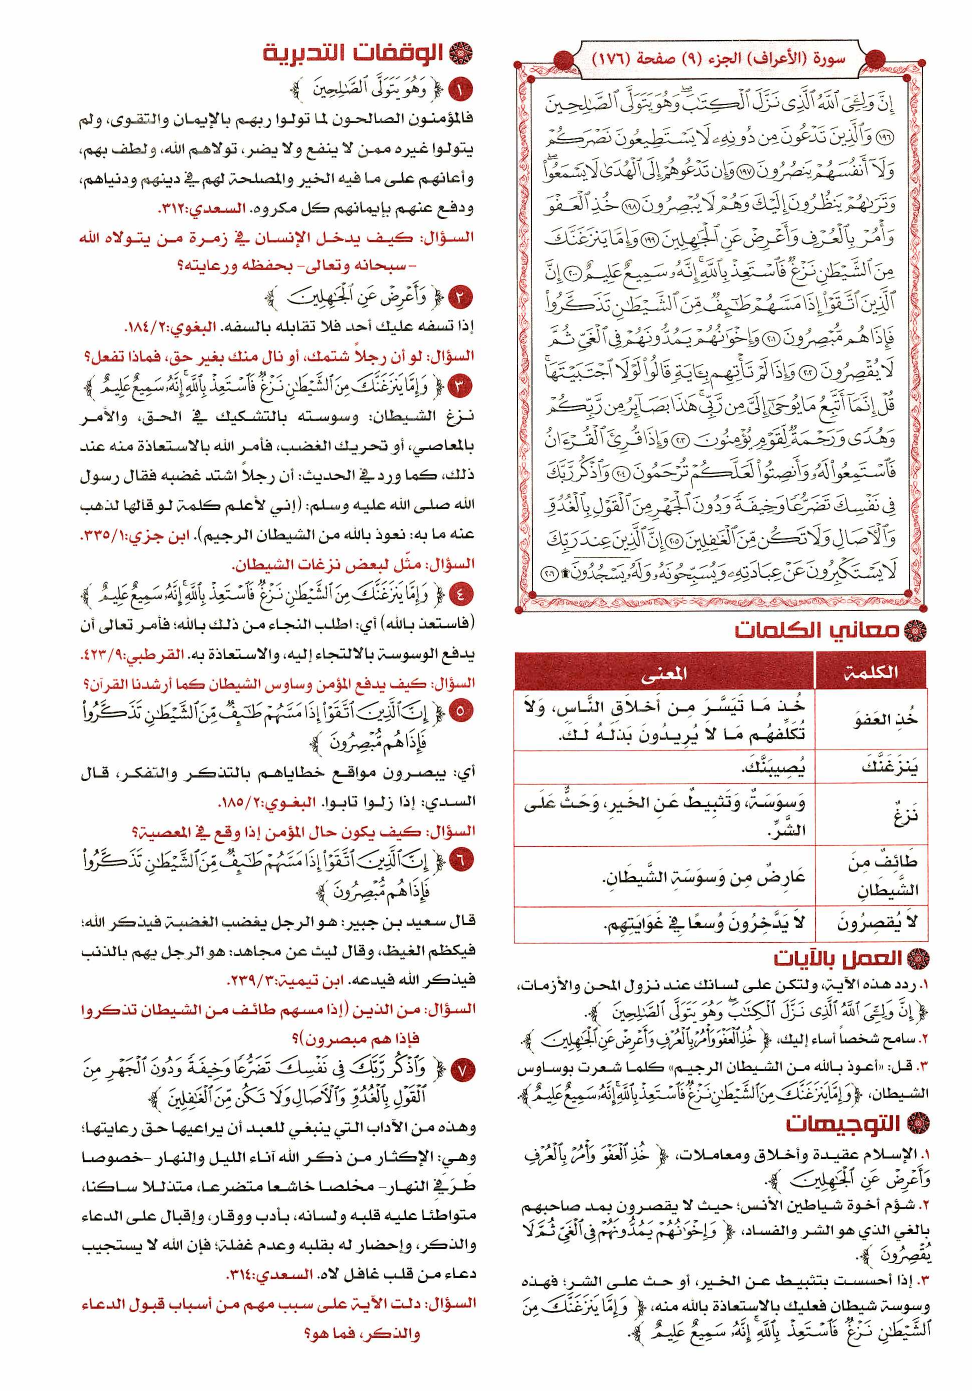 سورة (الأعراف) الجزء (٩) صفحة (١٧٦)
إِنَّ وَلِـِّۧيَ ٱللَّهُ ٱلَّذِي نَزَّلَ ٱلْكِتَـٰبَ ۖ وَهُوَ يَتَوَلَّى ٱلصَّـٰلِحِينَ
﴿١٩٦﴾ وَٱلَّذِينَ تَدْعُونَ مِن دُونِهِۦ لَا يَسْتَطِيعُونَ نَصْرَكُمْ
وَلَآ أَنفُسَهُمْ يَنصُرُونَ ﴿١٩٧﴾ وَإِن تَدْعُوهُمْ إِلَى ٱلْهُدَىٰ لَا يَسْمَعُوا۟ ۖ
وَتَرَىٰهُمْ يَنظُرُونَ إِلَيْكَ وَهُمْ لَا يُبْصِرُونَ ﴿١٩٨﴾ خُذِ ٱلْعَفْوَ
وَأْمُرْ بِٱلْعُرْفِ وَأَعْرِضْ عَنِ ٱلْجَـٰهِلِينَ ﴿١٩٩﴾ وَإِمَّا يَنزَغَنَّكَ
مِنَ ٱلشَّيْطَـٰنِ نَزْغٌ فَٱسْتَعِذْ بِٱللَّهِ ۚ إِنَّهُۥ سَمِيعٌ عَلِيمٌ ﴿٢٠٠﴾ إِنَّ
ٱلَّذِينَ ٱتَّقَوْا۟ إِذَا مَسَّهُمْ طَـٰٓئِفٌ مِّنَ ٱلشَّيْطَـٰنِ تَذَكَّرُوا۟
فَإِذَا هُم مُّبْصِرُونَ ﴿٢٠١﴾ وَإِخْوَٰنُهُمْ يَمُدُّونَهُمْ فِى ٱلْغَىِّ ثُمَّ
لَا يُقْصِرُونَ ﴿٢٠٢﴾ وَإِذَا لَمْ تَأْتِهِم بِـَٔايَةٍ قَالُوا۟ لَوْلَا ٱجْتَبَيْتَهَا ۚ
قُلْ إِنَّمَآ أَتَّبِعُ مَا يُوحَىٰٓ إِلَىَّ مِن رَّبِّى ۚ هَـٰذَا بَصَآئِرُ مِن رَّبِّكُمْ
وَهُدًى وَرَحْمَةٌ لِّقَوْمٍ يُؤْمِنُونَ ﴿٢٠٣﴾ وَإِذَا قُرِئَ ٱلْقُرْءَانُ
فَٱسْتَمِعُوا۟ لَهُۥ وَأَنصِتُوا۟ لَعَلَّكُمْ تُرْحَمُونَ ﴿٢٠٤﴾ وَٱذْكُر رَّبَّكَ
فِى نَفْسِكَ تَضَرُّعًا وَخِيفَةً وَدُونَ ٱلْجَهْرِ مِنَ ٱلْقَوْلِ بِٱلْغُدُوِّ
وَٱلْـَٔاصَالِ وَلَا تَكُن مِّنَ ٱلْغَـٰفِلِينَ ﴿٢٠٥﴾ إِنَّ ٱلَّذِينَ عِندَ رَبِّكَ
لَا يَسْتَكْبِرُونَ عَنْ عِبَادَتِهِۦ وَيُسَبِّحُونَهُۥ وَلَهُۥ يَسْجُدُونَ ۩ ﴿٢٠٦﴾
معاني الكلمات
الكلمة المعنى
خُذِ العَفوَ خُذ مَا تَيَسَّرَ مِن أَخلَاقِ النَّاسِ، وَلاَ
تُكَلِّفهُم مَا لاَ يُرِيدُونَ بَذلَهُ لَكَ.
يَنزَغَنَّكَ يُصِيبَنَّكَ.
نَزغٌ وَسوَسَةٌ، وَتَثبِيطٌ عَنِ الخَيرِ، وَحَثٌّ عَلَى
الشَّرِّ.
طَائِفٌ مِنَ
الشَّيطَانِ عَارِضٌ مِن وَسوَسَةِ الشَّيطَانِ.
لاَ يُقصِرُونَ لاَ يَدَّخِرُونَ وُسعًا فِي غَوَايَتِهِم.
العمل بالآيات
١. ردد هذه الآية، ولتكن على لسانك عند نزول المحن والأزمات،
﴿ إِنَّ وَلِـِّۧيَ ٱللَّهُ ٱلَّذِي نَزَّلَ ٱلْكِتَـٰبَ ۖ وَهُوَ يَتَوَلَّى ٱلصَّـٰلِحِينَ ﴾.
٢. سامح شخصاً أساء إليك، ﴿ خُذِ ٱلْعَفْوَ وَأْمُرْ بِٱلْعُرْفِ وَأَعْرِضْ عَنِ ٱلْجَـٰهِلِينَ ﴾.
٣. قل: «أعوذ بالله من الشيطان الرجيم» كلما شعرت بوساوس
الشيطان، ﴿ وَإِمَّا يَنزَغَنَّكَ مِنَ ٱلشَّيْطَـٰنِ نَزْغٌ فَٱسْتَعِذْ بِٱللَّهِ ۚ إِنَّهُۥ سَمِيعٌ عَلِيمٌ ﴾.
التوجيهات
١. الإسلام عقيدة وأخلاق ومعاملات، ﴿ خُذِ ٱلْعَفْوَ وَأْمُرْ بِٱلْعُرْفِ
وَأَعْرِضْ عَنِ ٱلْجَـٰهِلِينَ ﴾.
٢. شؤم أخوة شياطين الأنس؛ حيث لا يقصرون بمد صاحبهم
بالغي الذي هو الشر والفساد، ﴿ وَإِخْوَٰنُهُمْ يَمُدُّونَهُمْ فِى ٱلْغَىِّ ثُمَّ لَا
يُقْصِرُونَ ﴾.
٣. إذا أحسست بتثبيط عن الخير، أو حث على الشر؛ فهذه
وسوسة شيطان فعليك بالاستعاذة بالله منه، ﴿ وَإِمَّا يَنزَغَنَّكَ مِنَ
ٱلشَّيْطَـٰنِ نَزْغٌ فَٱسْتَعِذْ بِٱللَّهِ ۚ إِنَّهُۥ سَمِيعٌ عَلِيمٌ ﴾.
الوقفات التدبرية
١ ﴿ وَهُوَ يَتَوَلَّى ٱلصَّـٰلِحِينَ ﴾
فالمؤمنون الصالحون لما تولوا ربهم بالإيمان والتقوى، ولم
يتولوا غيره ممن لا ينفع ولا يضر، تولاهم الله، ولطف بهم،
وأعانهم على ما فيه الخير والمصلحة لهم في دينهم ودنياهم،
ودفع عنهم بإيمانهم كل مكروه. السعدي:٣١٢.
السؤال: كيف يدخل الإنسان في زمرة من يتولاه الله
-سبحانه وتعالى- بحفظه ورعايته؟
٢ ﴿ وَأَعْرِضْ عَنِ ٱلْجَـٰهِلِينَ ﴾
إذا تسفه عليك أحد فلا تقابله بالسفه. البغوي:١٨٤/٢.
السؤال: لو أن رجلاً شتمك، أو نال منك بغير حق، فماذا تفعل؟
٣ ﴿ وَإِمَّا يَنزَغَنَّكَ مِنَ ٱلشَّيْطَـٰنِ نَزْغٌ فَٱسْتَعِذْ بِٱللَّهِ ۚ إِنَّهُۥ سَمِيعٌ عَلِيمٌ ﴾
نزغ الشيطان: وسوسته بالتشكيك في الحق، والأمر
بالمعاصي، أو تحريك الغضب، فأمر الله بالاستعاذة منه عند
ذلك، كما ورد في الحديث: أن رجلاً اشتد غضبه فقال رسول
الله صلى الله عليه وسلم: (إني لأعلم كلمة لو قالها لذهب
عنه ما به: نعوذ بالله من الشيطان الرجيم). ابن جزي:٣٣٥/١.
السؤال: مثّل لبعض نزغات الشيطان.
٤ ﴿ وَإِمَّا يَنزَغَنَّكَ مِنَ ٱلشَّيْطَـٰنِ نَزْغٌ فَٱسْتَعِذْ بِٱللَّهِ ۚ إِنَّهُۥ سَمِيعٌ عَلِيمٌ ﴾
(فاستعذ بالله) أي: اطلب النجاء من ذلك بالله؛ فأمر تعالى أن
يدفع الوسوسة بالالتجاء إليه، والاستعاذة به. القرطبي:٤٢٣/٩.
السؤال: كيف يدفع المؤمن وساوس الشيطان كما أرشدنا القرآن؟
٥ ﴿ إِنَّ ٱلَّذِينَ ٱتَّقَوْا۟ إِذَا مَسَّهُمْ طَـٰٓئِفٌ مِّنَ ٱلشَّيْطَـٰنِ تَذَكَّرُوا۟
فَإِذَا هُم مُّبْصِرُونَ ﴾
أي: يبصرون مواقع خطاياهم بالتذكر والتفكر، قال
السدي: إذا زلوا تابوا. البغوي:١٨٥/٢.
السؤال: كيف يكون حال المؤمن إذا وقع في المعصية؟
٦ ﴿ إِنَّ ٱلَّذِينَ ٱتَّقَوْا۟ إِذَا مَسَّهُمْ طَـٰٓئِفٌ مِّنَ ٱلشَّيْطَـٰنِ تَذَكَّرُوا۟
فَإِذَا هُم مُّبْصِرُونَ ﴾
قال سعيد بن جبير: هو الرجل يغضب الغضبة فيذكر الله؛
فيكظم الغيظ، وقال ليث عن مجاهد: هو الرجل يهم بالذنب
فيذكر الله فيدعه. ابن تيمية:٢٣٩/٣.
السؤال: من الذين (إذا مسهم طائف من الشيطان تذكروا
فإذا هم مبصرون)؟
٧ ﴿ وَٱذْكُر رَّبَّكَ فِى نَفْسِكَ تَضَرُّعًا وَخِيفَةً وَدُونَ ٱلْجَهْرِ مِنَ
ٱلْقَوْلِ بِٱلْغُدُوِّ وَٱلْـَٔاصَالِ وَلَا تَكُن مِّنَ ٱلْغَـٰفِلِينَ ﴾
وهذه من الآداب التي ينبغي للعبد أن يراعيها حق رعايتها؛
وهي: الإكثار من ذكر الله آناء الليل والنهار -خصوصا
طرفي النهار- مخلصا خاشعا متضرعا، متذللا ساكنا،
متواطئا عليه قلبه ولسانه، بأدب ووقار، وإقبال على الدعاء
والذكر، وإحضار له بقلبه وعدم غفلة؛ فإن الله لا يستجيب
دعاء من قلب غافل لاه. السعدي:٣١٤.
السؤال: دلت الآية على سبب مهم من أسباب قبول الدعاء
والذكر، فما هو؟